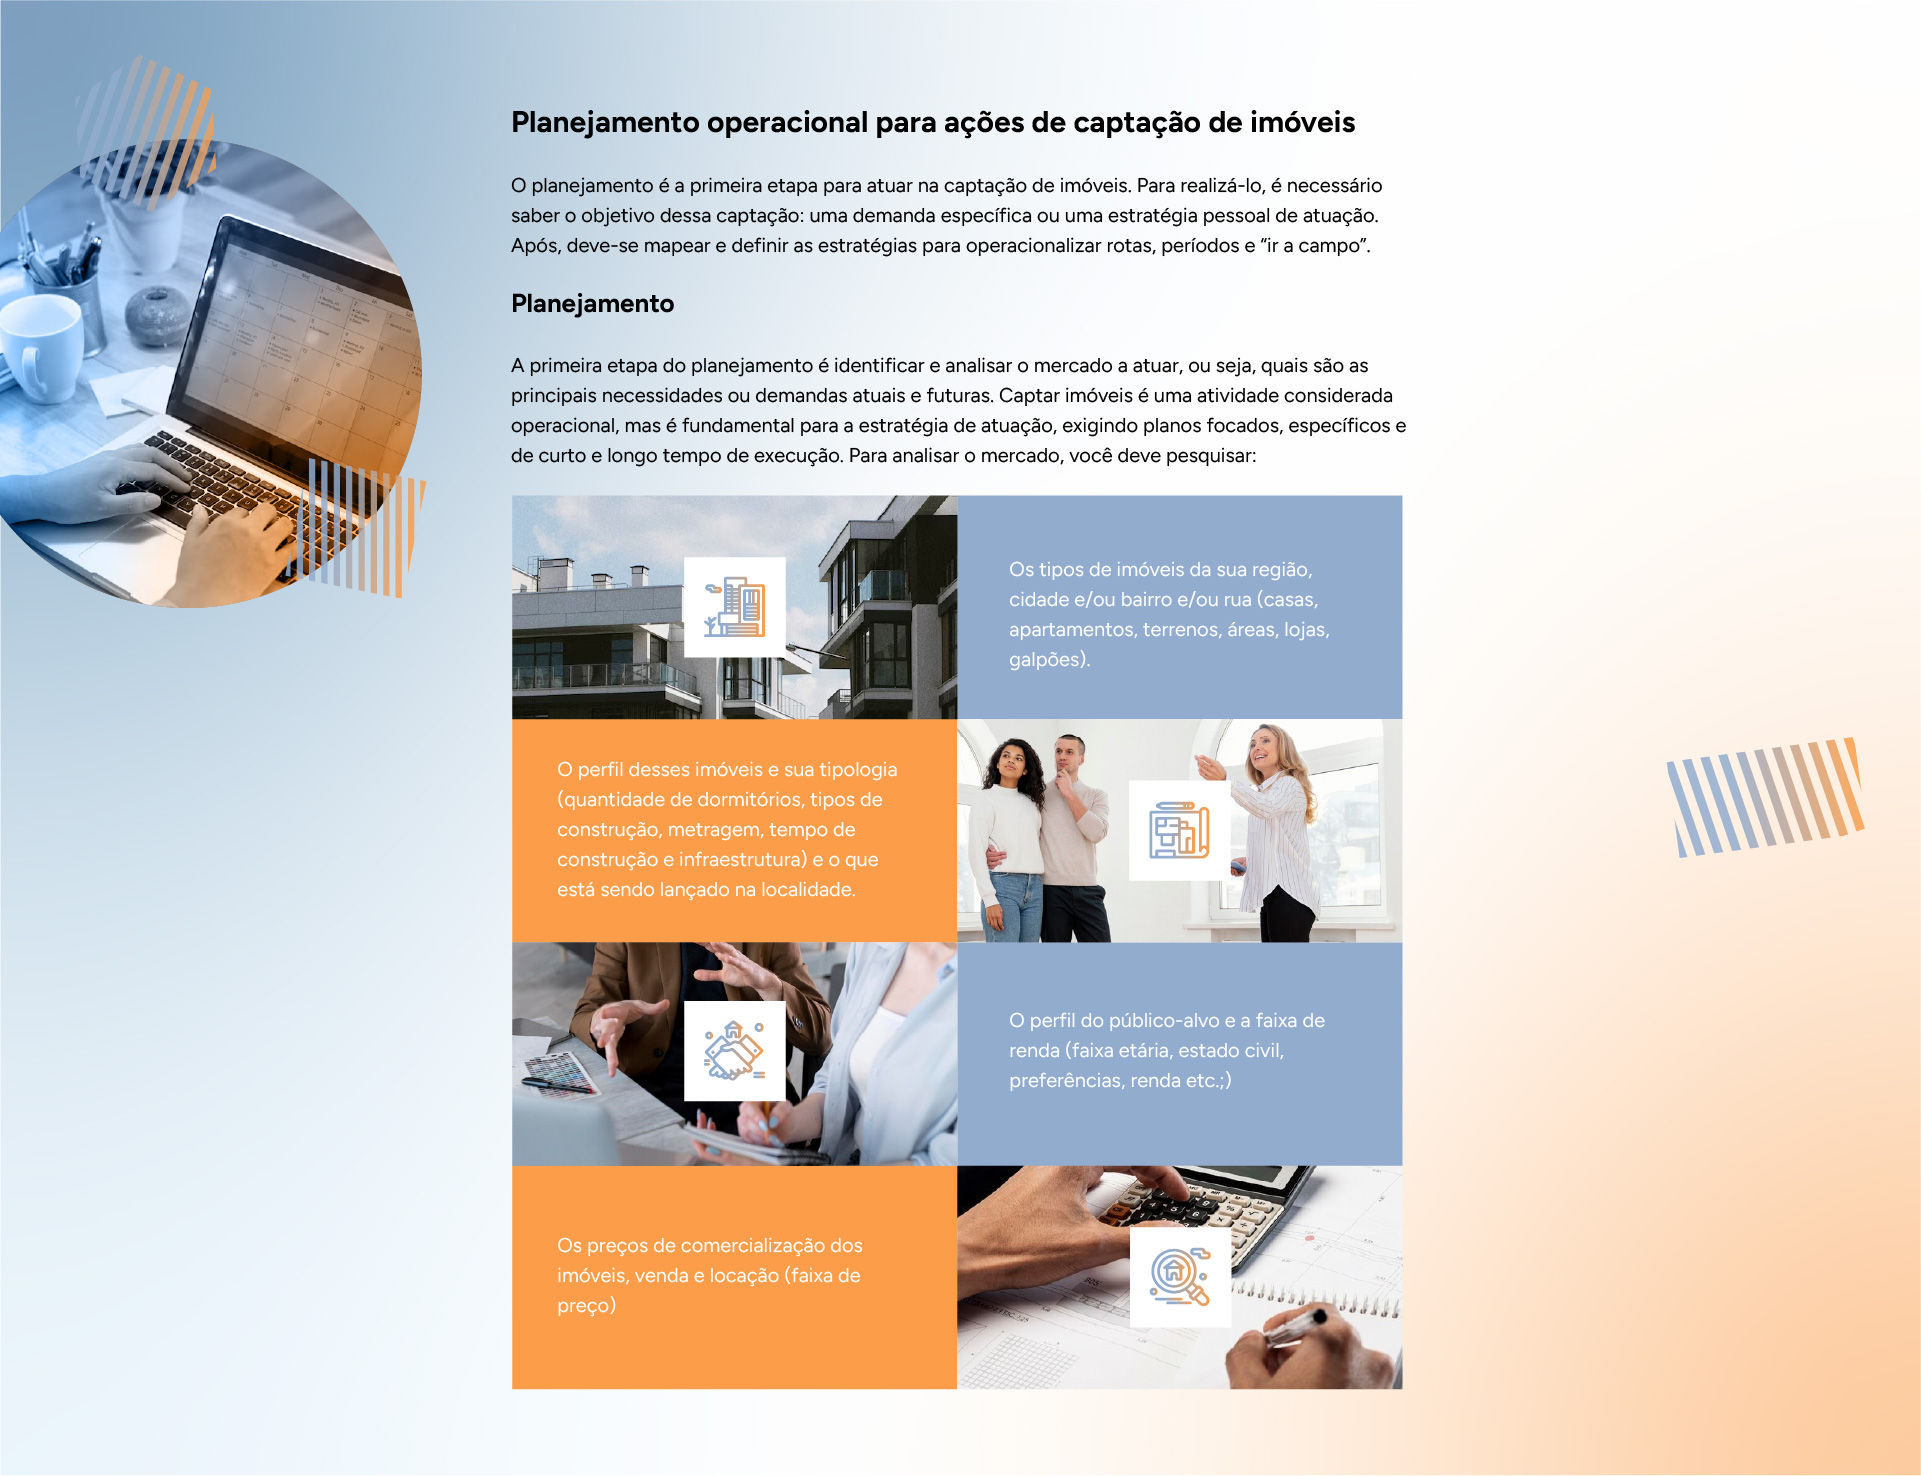 Planejamento operacional para ações de captação de imóveis
O planejamento é a primeira etapa para atuar na captação de imóveis. Para realizá-lo, é necessário
saber o objetivo dessa captação: uma demanda específica ou uma estratégia pessoal de atuação.
Após, deve-se mapear e definir as estratégias para operacionalizar rotas, períodos e “ir a campo”.
Planejamento
A primeira etapa do planejamento é identificar e analisar o mercado a atuar, ou seja, quais são as
principais necessidades ou demandas atuais e futuras. Captar imóveis é uma atividade considerada
operacional, mas é fundamental para a estratégia de atuação, exigindo planos focados, específicos e
de curto e longo tempo de execução. Para analisar o mercado, você deve pesquisar:
Os tipos de imóveis da sua região,
cidade e/ou bairro e/ou rua (casas,
apartamentos, terrenos, áreas, lojas,
galpões).
O perfil desses imóveis e sua tipologia
(quantidade de dormitórios, tipos de
construção, metragem, tempo de
construção e infraestrutura) e o que
está sendo lançado na localidade.
O perfil do público-alvo e a faixa de
renda (faixa etária, estado civil,
preferências, renda etc.;)
Os preços de comercialização dos
imóveis, venda e locação (faixa de
preço)